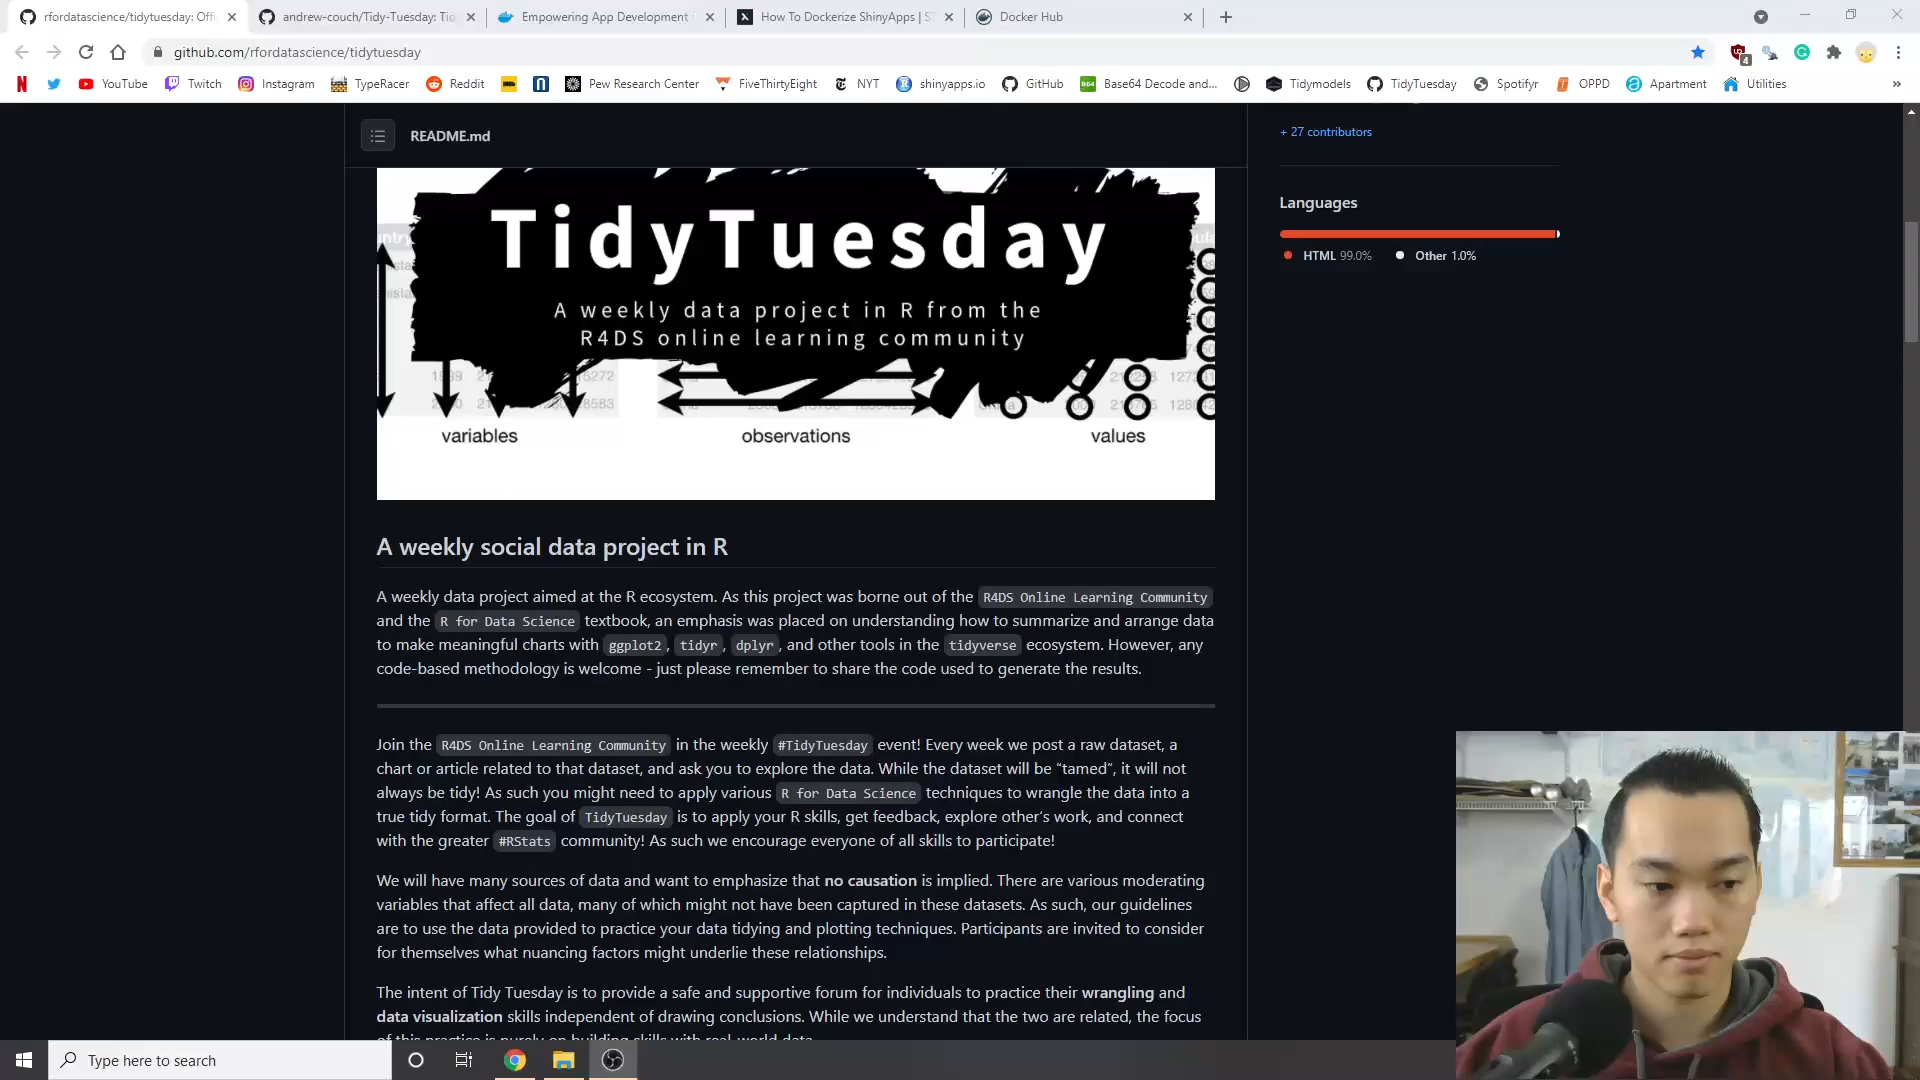 rfordatascience/tidytuesday: Offi
andrew-couch/Tidy-Tuesday: Tid
Empowering App Development f
How To Dockerize ShinyApps | S
Docker Hub
github.com/rfordatascience/tidytuesday
4
N
YouTube
Twitch
Instagram
TypeRacer
Reddit
n
Pew Research Center
FiveThirtyEight
NYT
shinyapps.io
GitHub
Base64 Decode and...
Tidymodels
TidyTuesday
Spotifyr
OPPD
Apartment
Utilities
»
README.md
+ 27 contributors
Languages
HTML 99.0%
Other 1.0%
TidyTuesday
A weekly data project in R from the
R4DS online learning community
variables
observations
values
A weekly social data project in R
A weekly data project aimed at the R ecosystem. As this project was borne out of the R4DS Online Learning Community
and the R for Data Science textbook, an emphasis was placed on understanding how to summarize and arrange data
to make meaningful charts with ggplot2, tidyr, dplyr, and other tools in the tidyverse ecosystem. However, any
code-based methodology is welcome - just please remember to share the code used to generate the results.
Join the R4DS Online Learning Community in the weekly #TidyTuesday event! Every week we post a raw dataset, a
chart or article related to that dataset, and ask you to explore the data. While the dataset will be “tamed”, it will not
always be tidy! As such you might need to apply various R for Data Science techniques to wrangle the data into a
true tidy format. The goal of TidyTuesday is to apply your R skills, get feedback, explore other’s work, and connect
with the greater #RStats community! As such we encourage everyone of all skills to participate!
We will have many sources of data and want to emphasize that no causation is implied. There are various moderating
variables that affect all data, many of which might not have been captured in these datasets. As such, our guidelines
are to use the data provided to practice your data tidying and plotting techniques. Participants are invited to consider
for themselves what nuancing factors might underlie these relationships.
The intent of Tidy Tuesday is to provide a safe and supportive forum for individuals to practice their wrangling and
data visualization skills independent of drawing conclusions. While we understand that the two are related, the focus
of this practice is purely on building skills with real-world data.
Type here to search